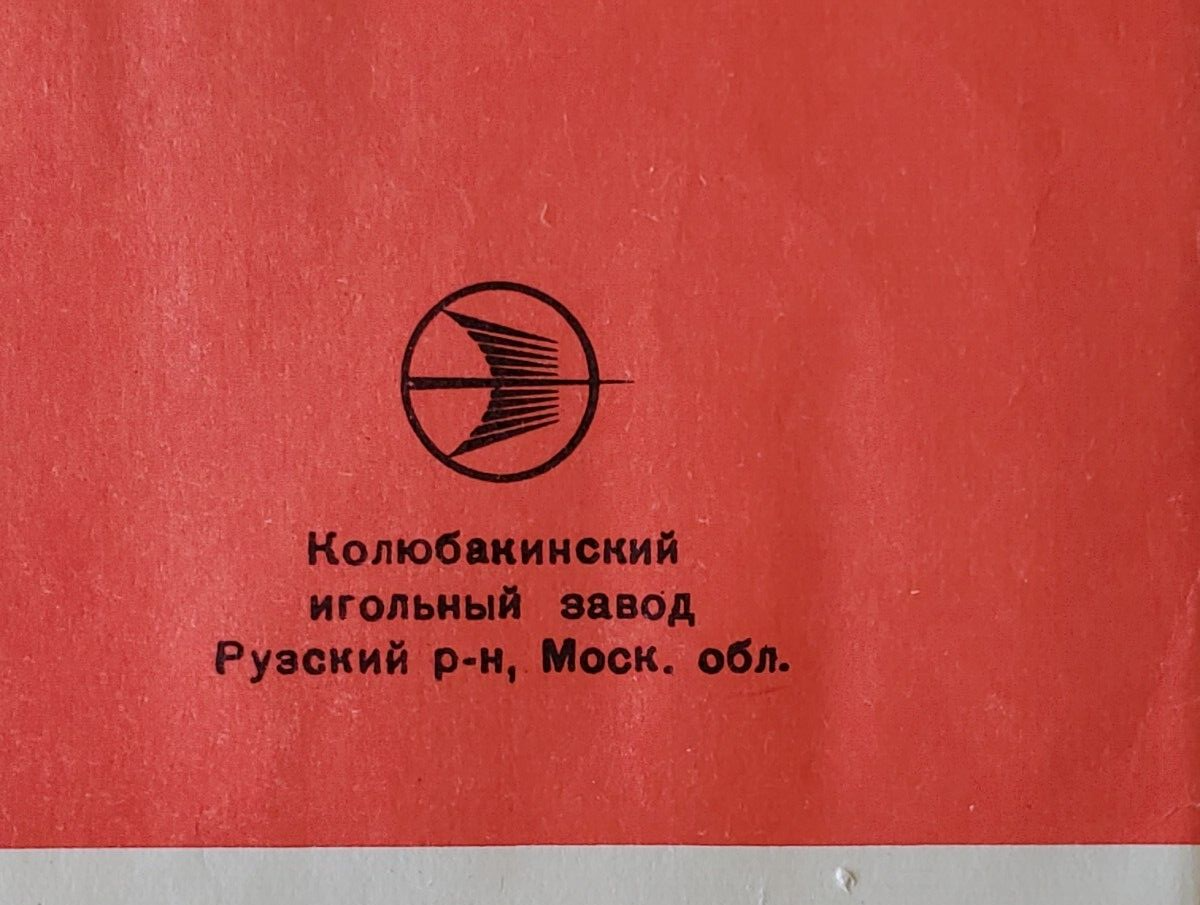 Колюбакинский
игольный завод
Рузский р-н, Моск. обл.